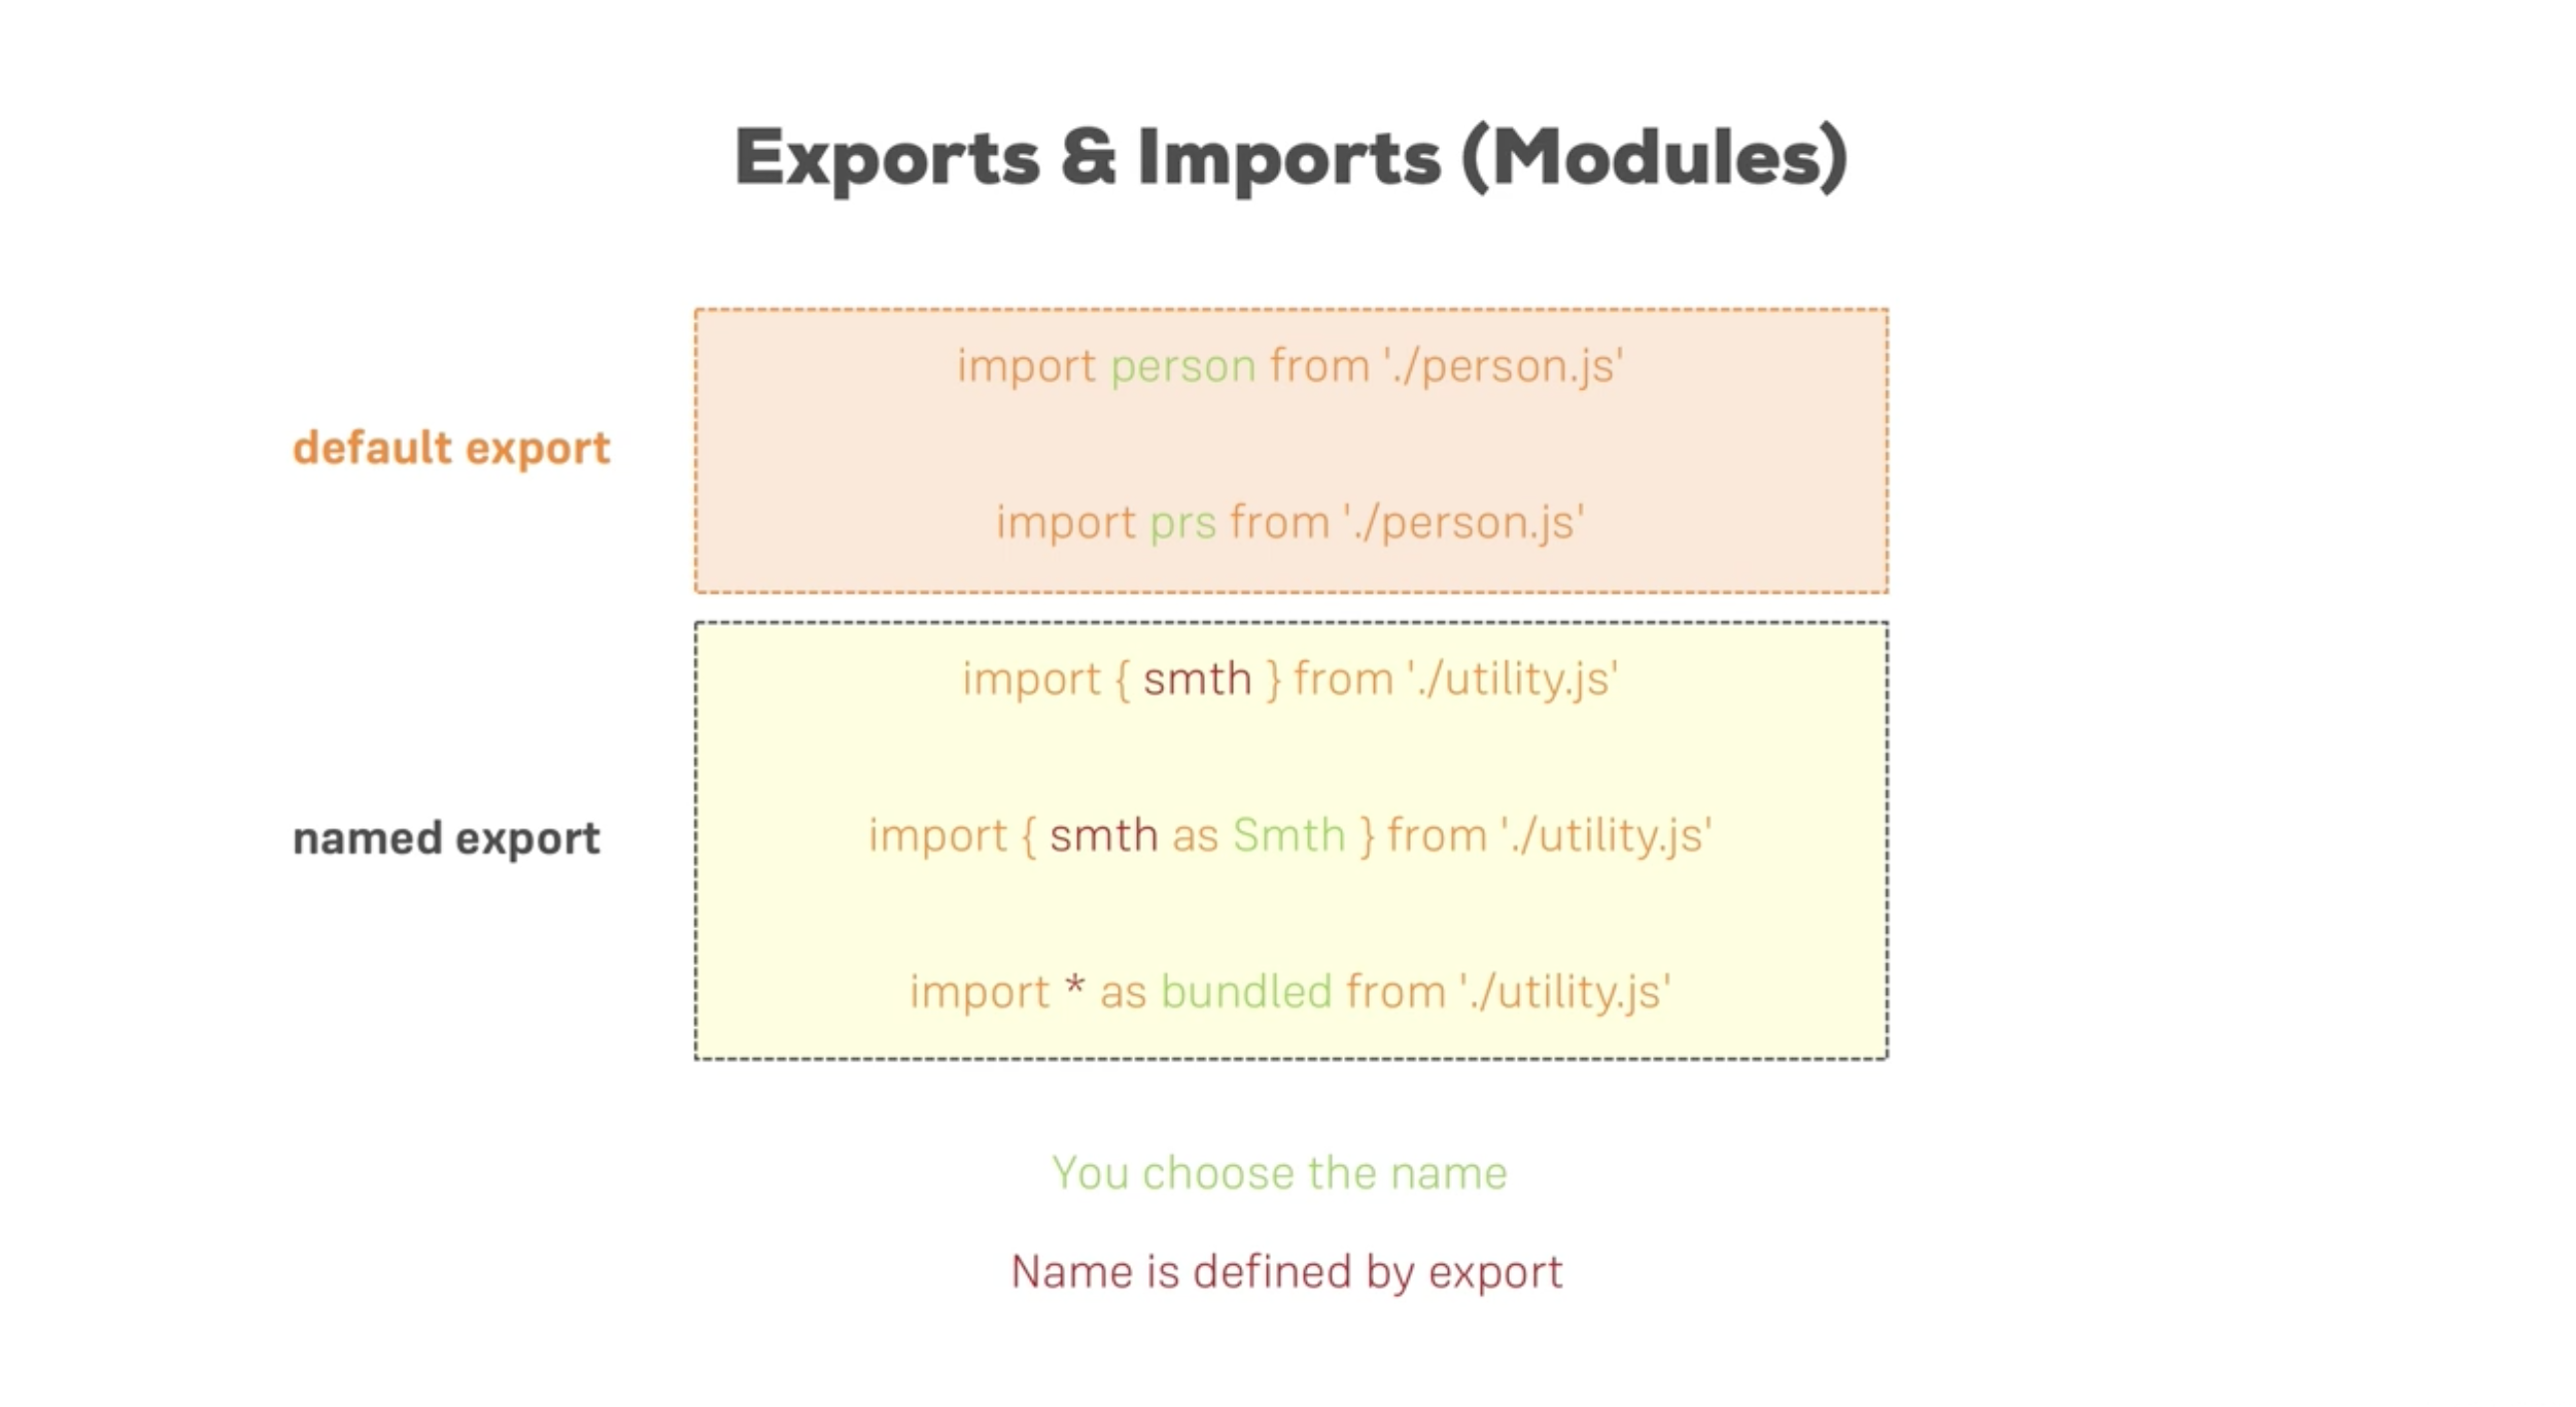 Exports & Imports (Modules)
default export
import person from './person.js'
import prs from './person.js'
named export
import { smth } from './utility.js'
import { smth as Smth } from './utility.js'
import * as bundled from './utility.js'
You choose the name
Name is defined by export